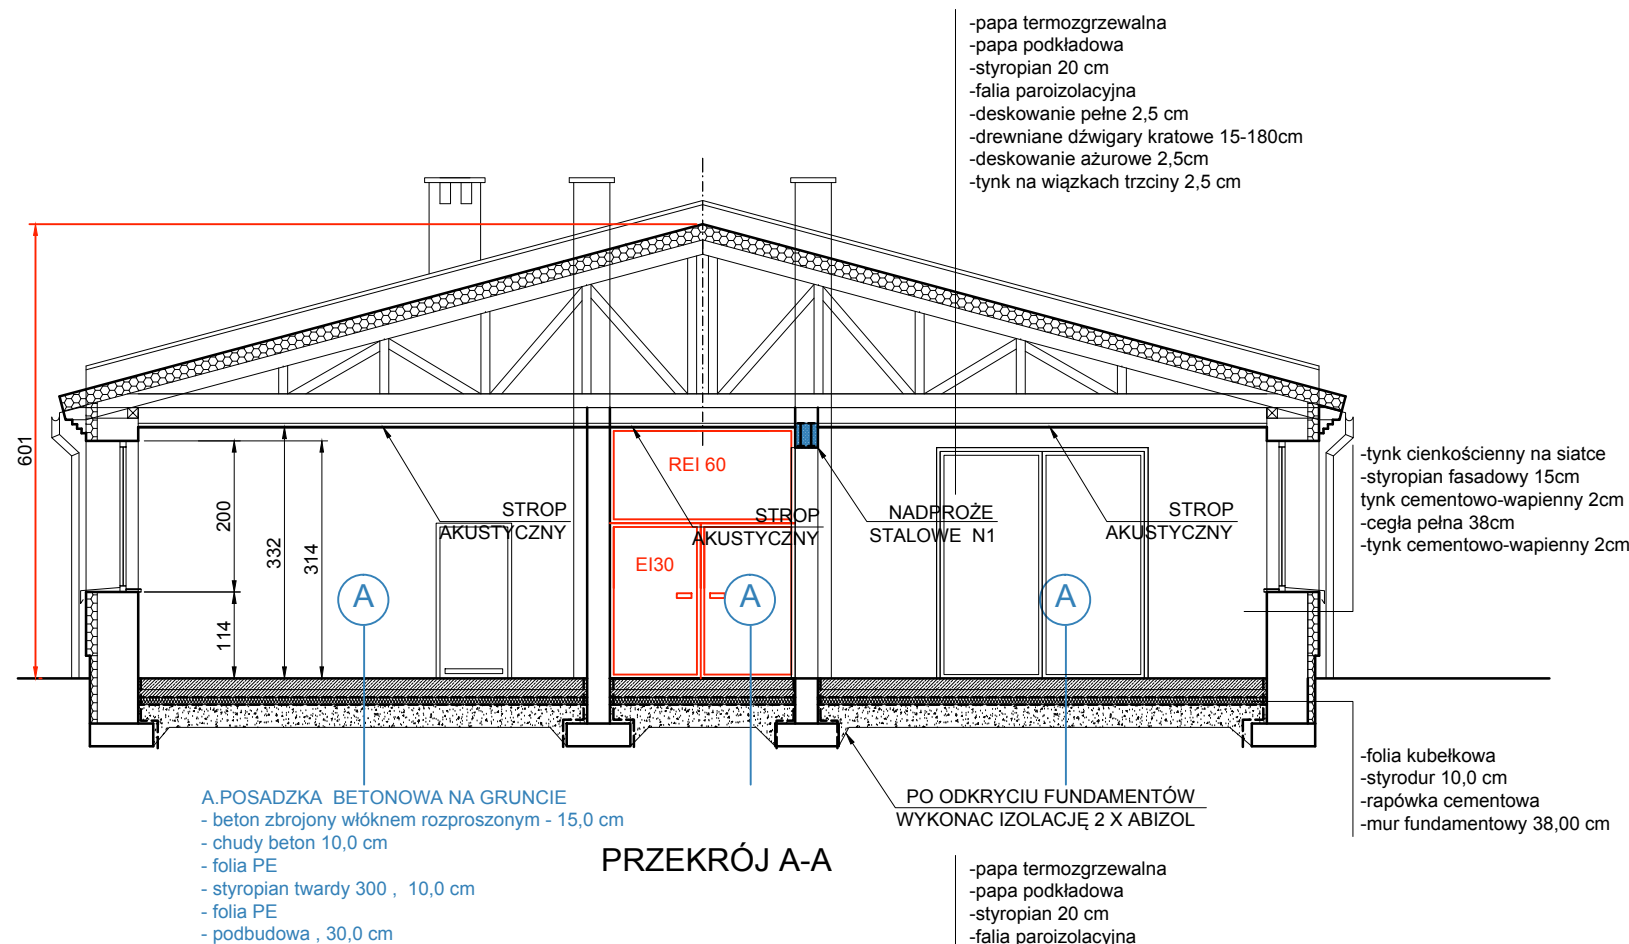 -papa termozgrzewalna
-papa podkładowa
-styropian 20 cm
-falia paroizolacyjna
-deskowanie pełne 2,5 cm
-drewniane dźwigary kratowe 15-180cm
-deskowanie ażurowe 2,5cm
-tynk na wiązkach trzciny 2,5 cm
601
200
332
314
114
STROP
AKUSTYCZNY
REI 60
EI30
STROP
AKUSTYCZNY
NADPROŻE
STALOWE N1
STROP
AKUSTYCZNY
A
A
A
-tynk cienkościenny na siatce
-styropian fasadowy 15cm
tynk cementowo-wapienny 2cm
-cegła pełna 38cm
-tynk cementowo-wapienny 2cm
-folia kubełkowa
-styrodur 10,0 cm
-rapówka cementowa
-mur fundamentowy 38,00 cm
A.POSADZKA BETONOWA NA GRUNCIE
- beton zbrojony włóknem rozproszonym - 15,0 cm
- chudy beton 10,0 cm
- folia PE
- styropian twardy 300 , 10,0 cm
- folia PE
- podbudowa , 30,0 cm
PO ODKRYCIU FUNDAMENTÓW
WYKONAC IZOLACJĘ 2 X ABIZOL
PRZEKRÓJ A-A
-papa termozgrzewalna
-papa podkładowa
-styropian 20 cm
-falia paroizolacyjna